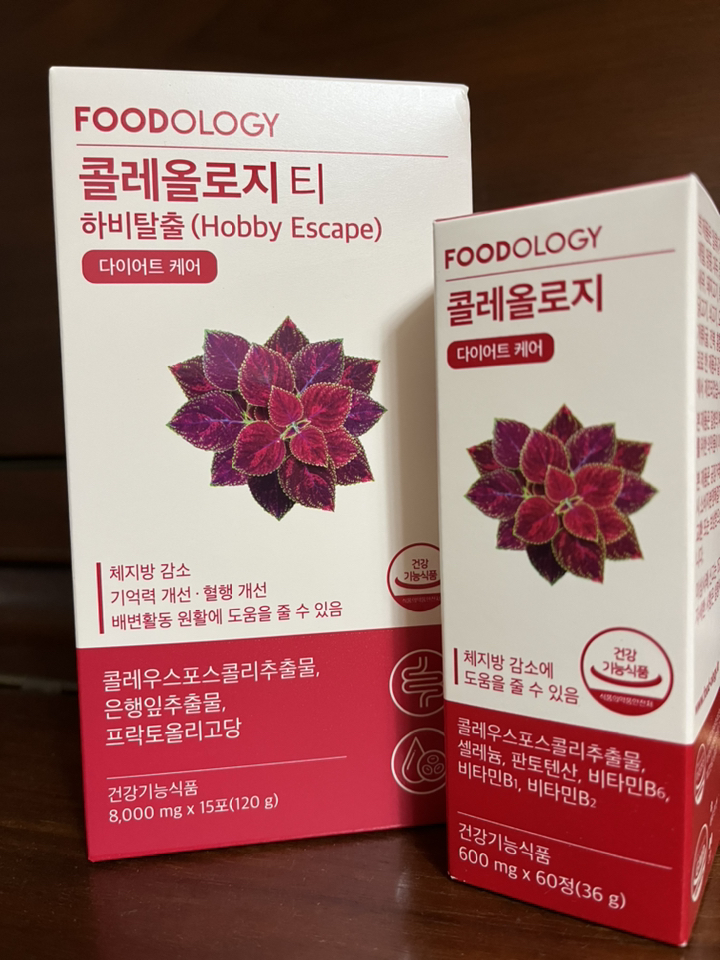 FOODOLOGY
콜레올로지 티
하비탈출 (Hobby Escape)
다이어트 케어
체지방 감소
기억력 개선 · 혈행 개선
배변활동 원활에 도움을 줄 수 있음
건강
기능식품
콜레우스포스콜리추출물,
은행잎추출물,
프락토올리고당
건강기능식품
8,000 mg x 15포(120 g)
FOODOLOGY
콜레올로지
다이어트 케어
체지방 감소에
도움을 줄 수 있음
건강
기능식품
식품의약품안전처
콜레우스포스콜리추출물,
셀레늄, 판토텐산, 비타민B6,
비타민B1, 비타민B2
건강기능식품
600 mg x 60정(36 g)